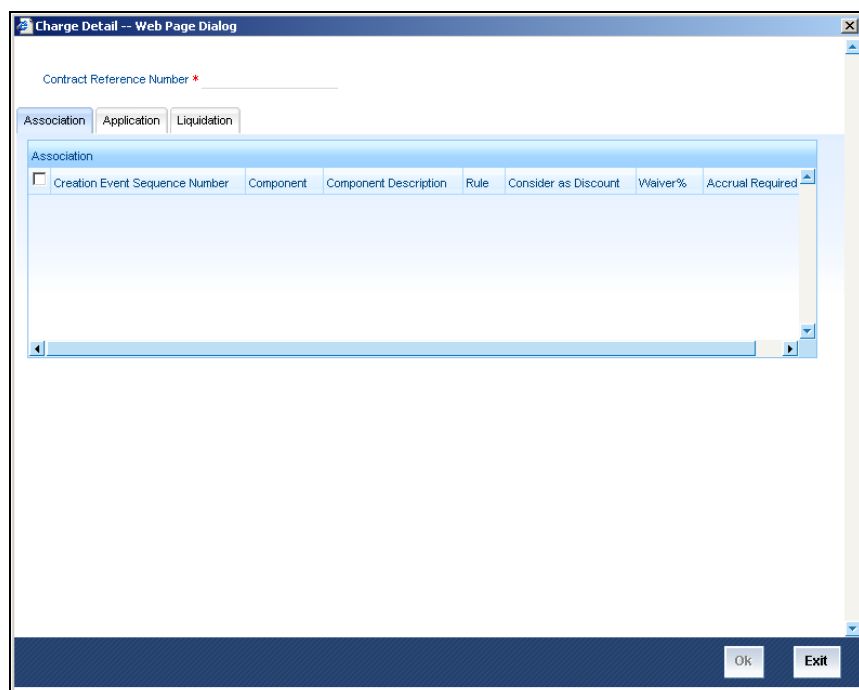 Charge Detail -- Web Page Dialog
Contract Reference Number *
Association Application Liquidation
Association
Creation Event Sequence Number Component Component Description Rule Consider as Discount Waiver% Accrual Required
Ok Exit